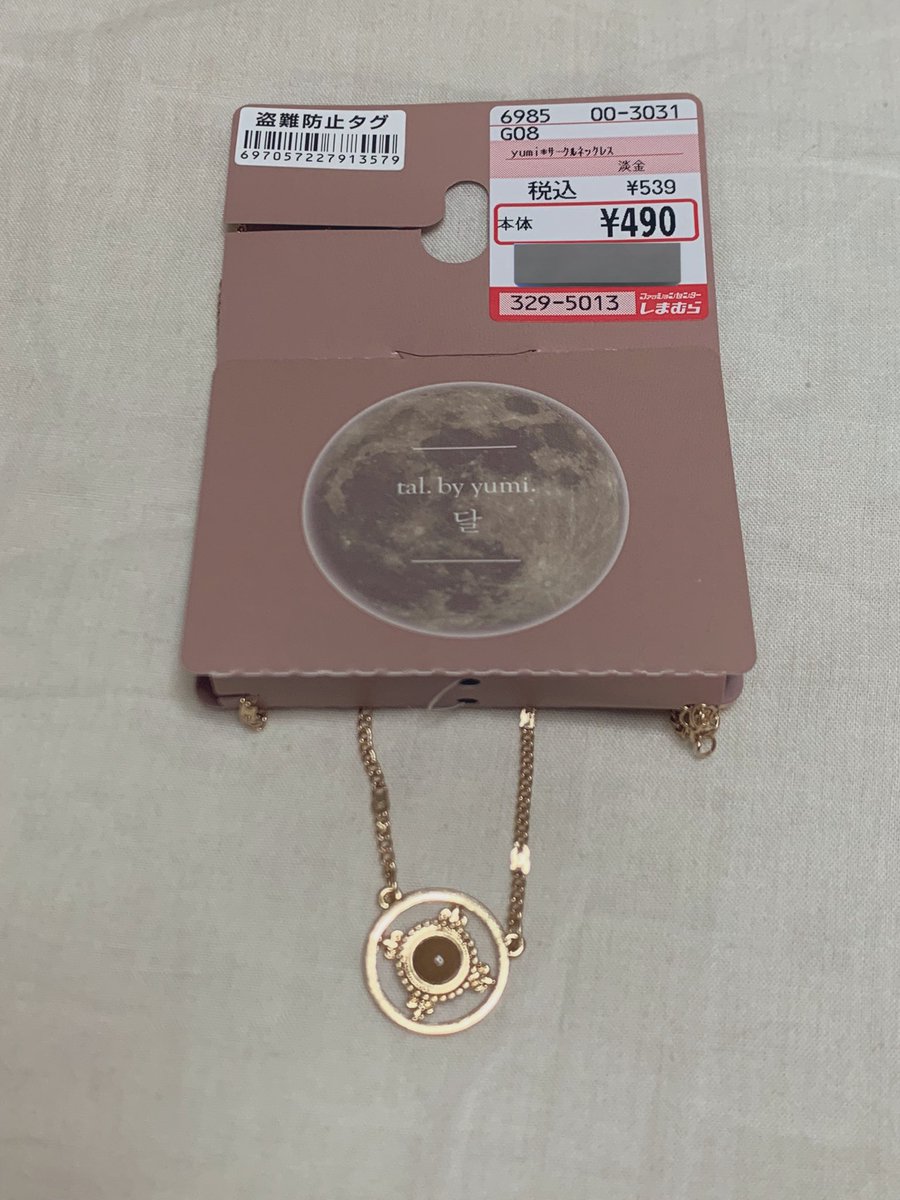 盗難防止タグ
6970572279 13579
6985 00-3031
G08
yumi*サークルネックレス
淡金
税込 ¥539
本体 ¥490
329-5013 ファッションセンター しまむら
tal. by yumi.
달